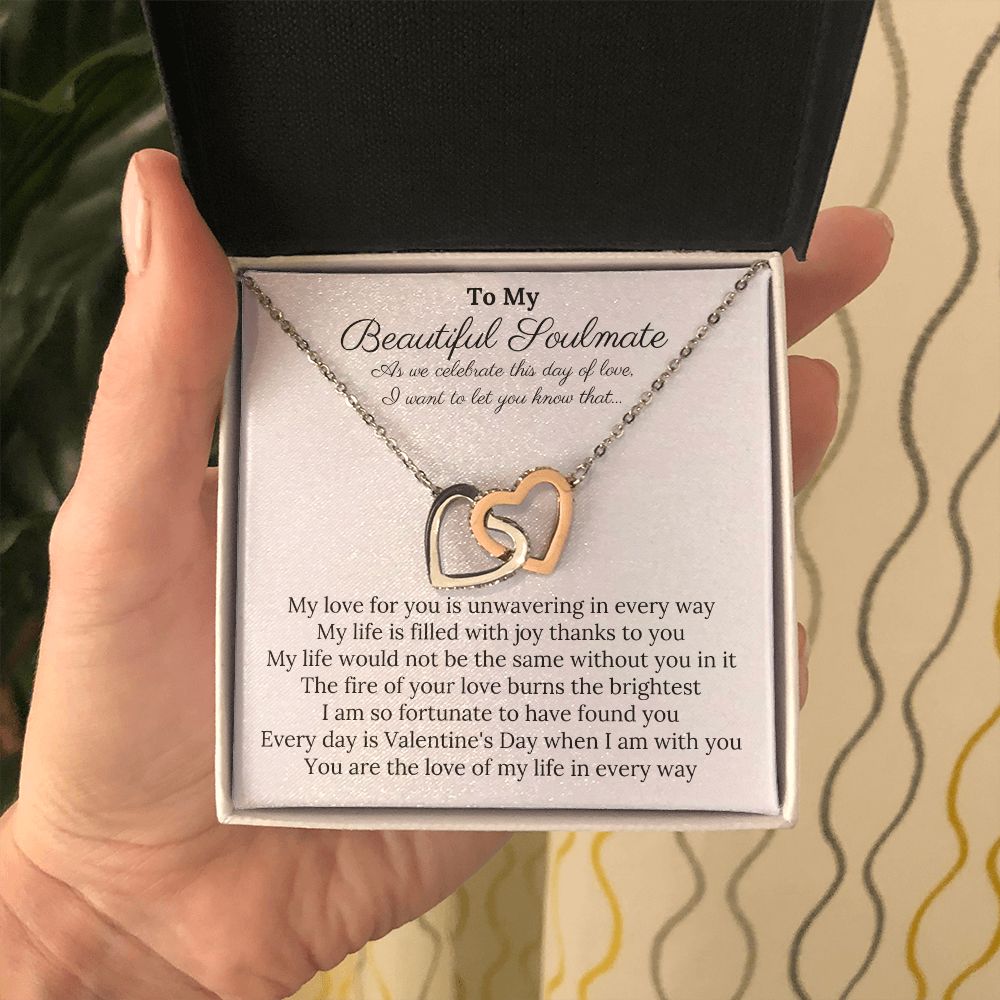 To My
Beautiful Soulmate
As we celebrate this day of love,
I want to let you know that...
My love for you is unwavering in every way
My life is filled with joy thanks to you
My life would not be the same without you in it
The fire of your love burns the brightest
I am so fortunate to have found you
Every day is Valentine's Day when I am with you
You are the love of my life in every way